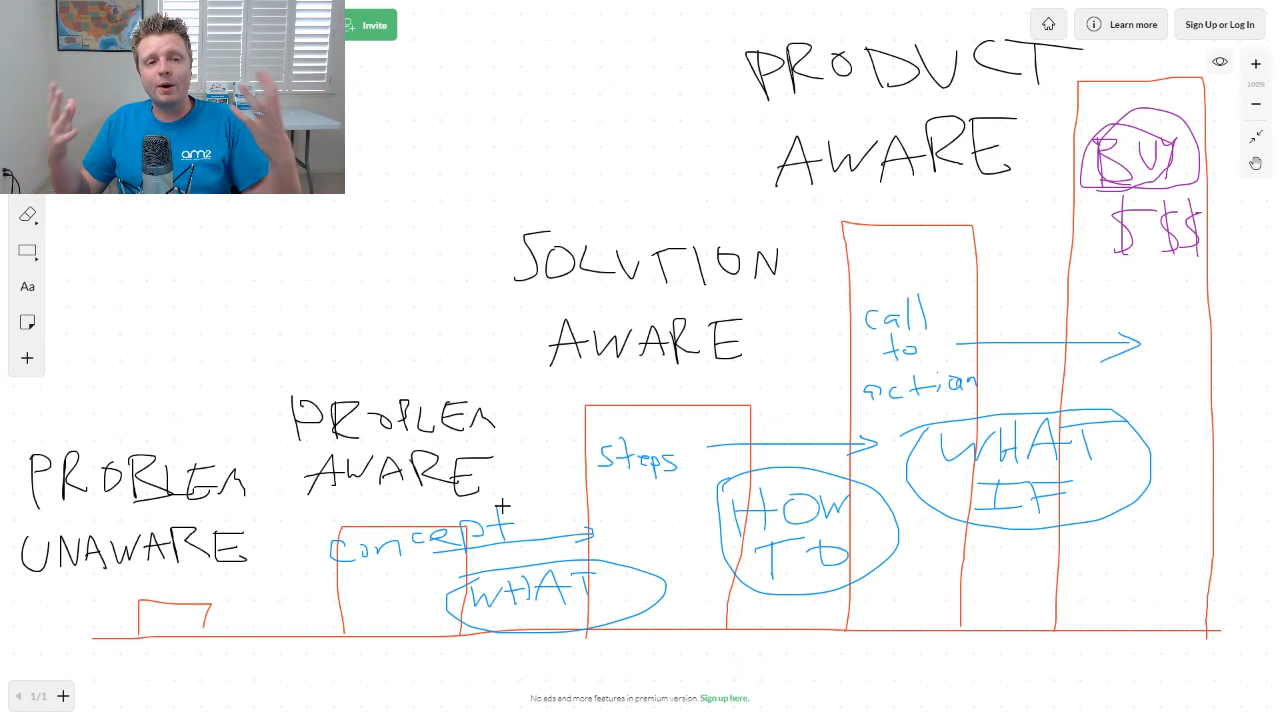 Invite
Learn more
Sign Up or Log In
100%
am2
Aa
PRODUCT
AWARE
BUY
$$$
SOLUTION
AWARE
call
to
action
WHAT
IF
PROBLEM
AWARE
steps
HOW
TO
PROBLEM
UNAWARE
concept
WHAT
1/1
No ads and more features in premium version. Sign up here.